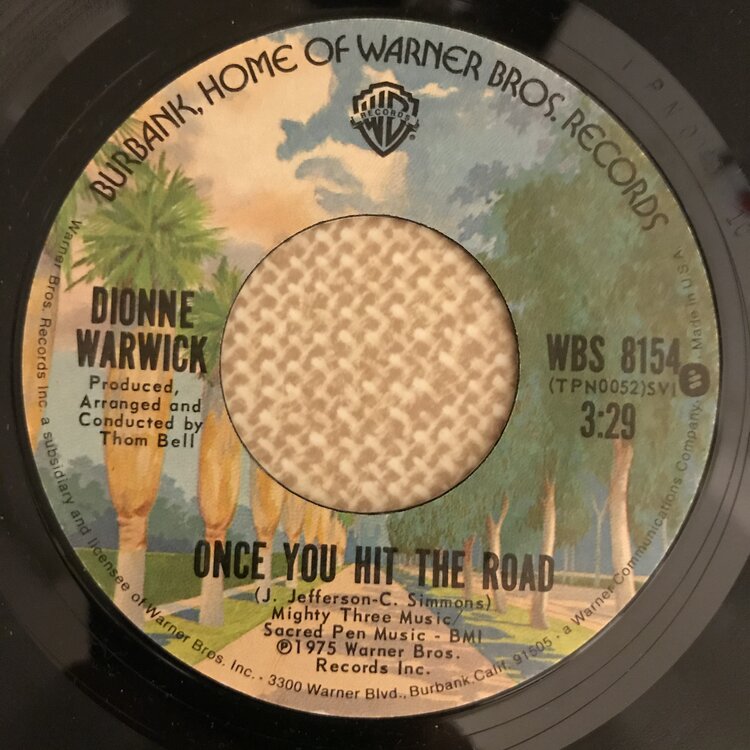 BURBANK, HOME OF WARNER BROS. RECORDS
WB
RECORDS
DIONNE
WARWICK
Produced,
Arranged and
Conducted by
Thom Bell
WBS 8154
(TPN0052)SV1
3:29
ONCE YOU HIT THE ROAD
(J. Jefferson-C. Simmons)
Mighty Three Music/
Sacred Pen Music - BMI
℗1975 Warner Bros.
Records Inc.
Warner Bros. Records Inc. a subsidiary and licensee of Warner Bros. Inc. - 3300 Warner Blvd., Burbank, Calif. 91505 - a Warner Communications Company. Made in U.S.A.